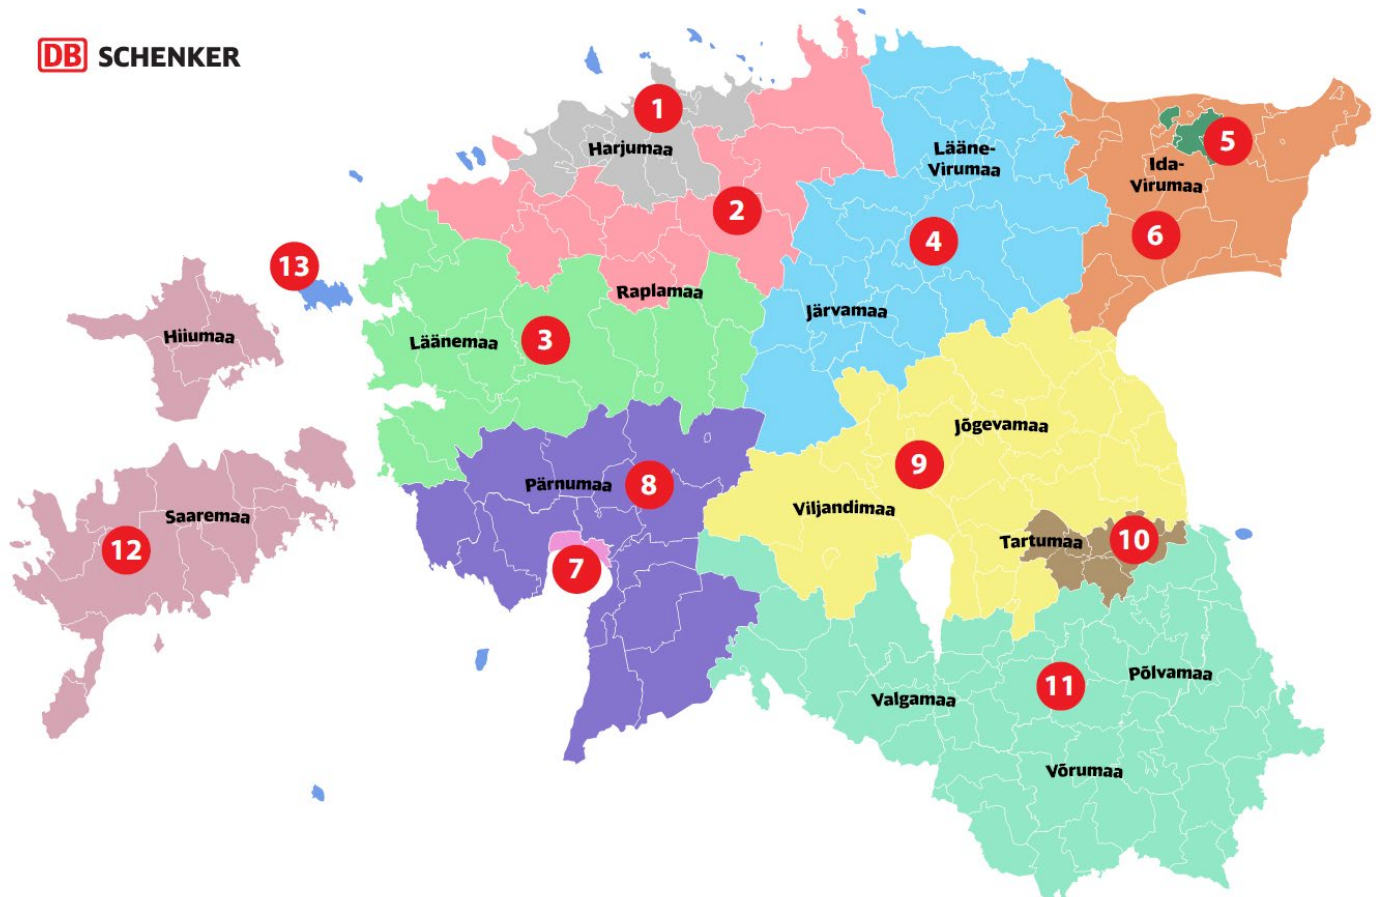 DB SCHENKER
1
Harjumaa
2
Lääne-
Virumaa
5
Ida-
Virumaa
6
4
13
Raplamaa
Järvamaa
Hiiumaa
Läänemaa
3
Jõgevamaa
9
Pärnumaa
8
Viljandimaa
Saaremaa
12
7
Tartumaa
10
11
Põlvamaa
Valgamaa
Võrumaa